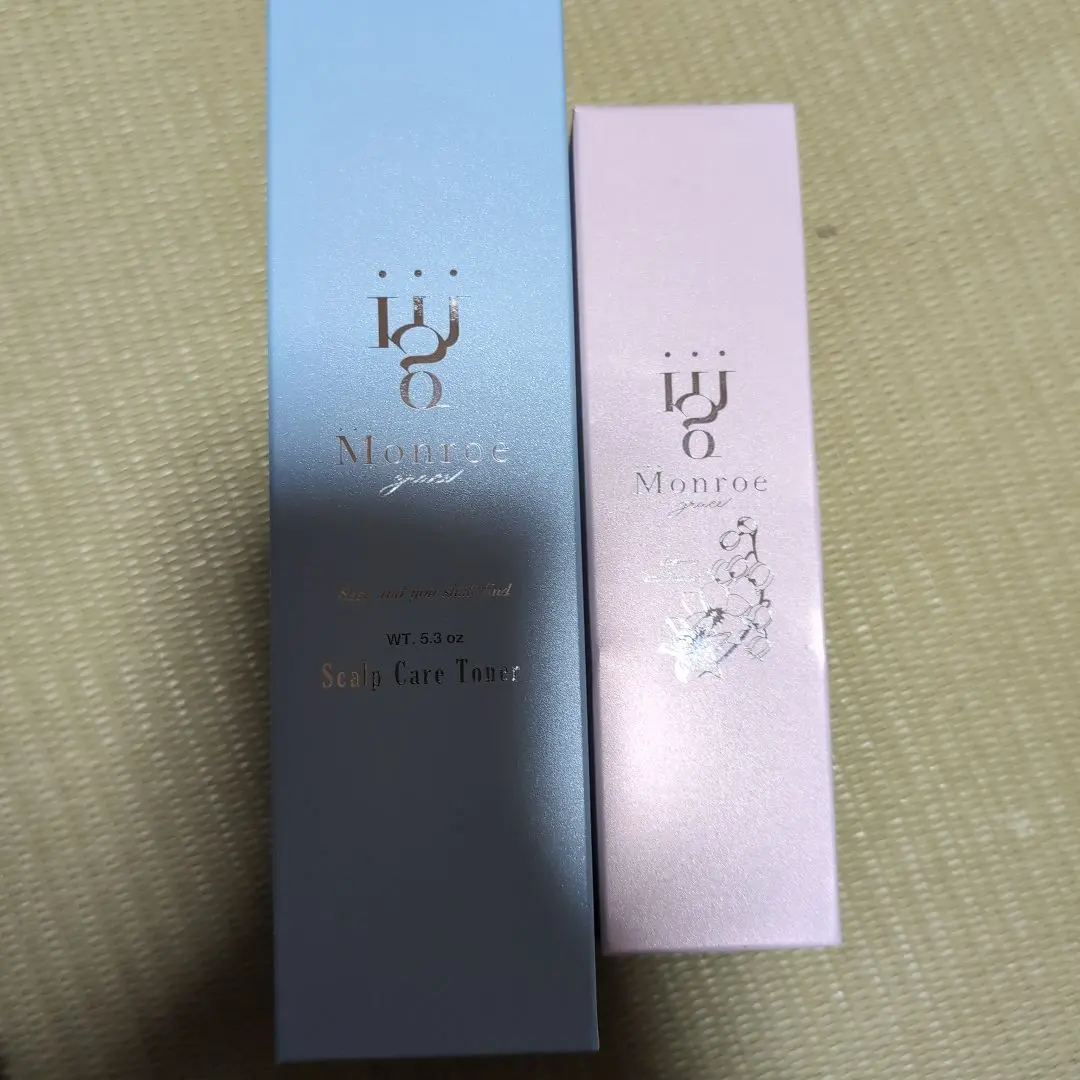 Monroe
grace
Seek and you shall find
WT. 5.3 oz
Scalp Care Toner
Monroe
grace